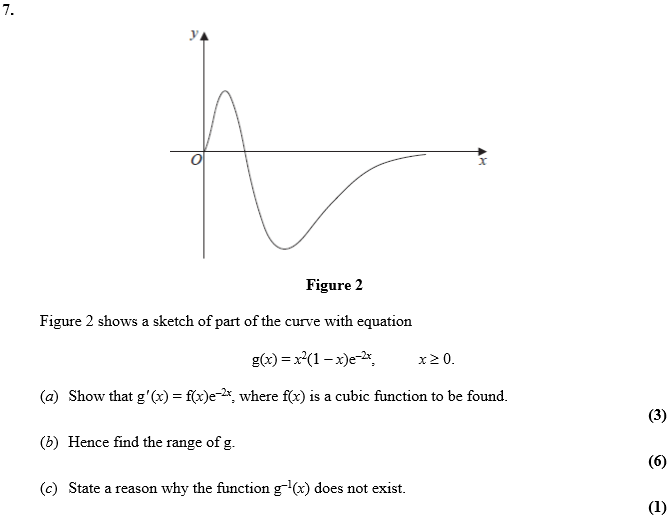 7.
y
O
x
Figure 2
Figure 2 shows a sketch of part of the curve with equation
g(x) = x²(1 – x)e⁻²ˣ, x ≥ 0.
(a) Show that g′(x) = f(x)e⁻²ˣ, where f(x) is a cubic function to be found.
(3)
(b) Hence find the range of g.
(6)
(c) State a reason why the function g⁻¹(x) does not exist.
(1)